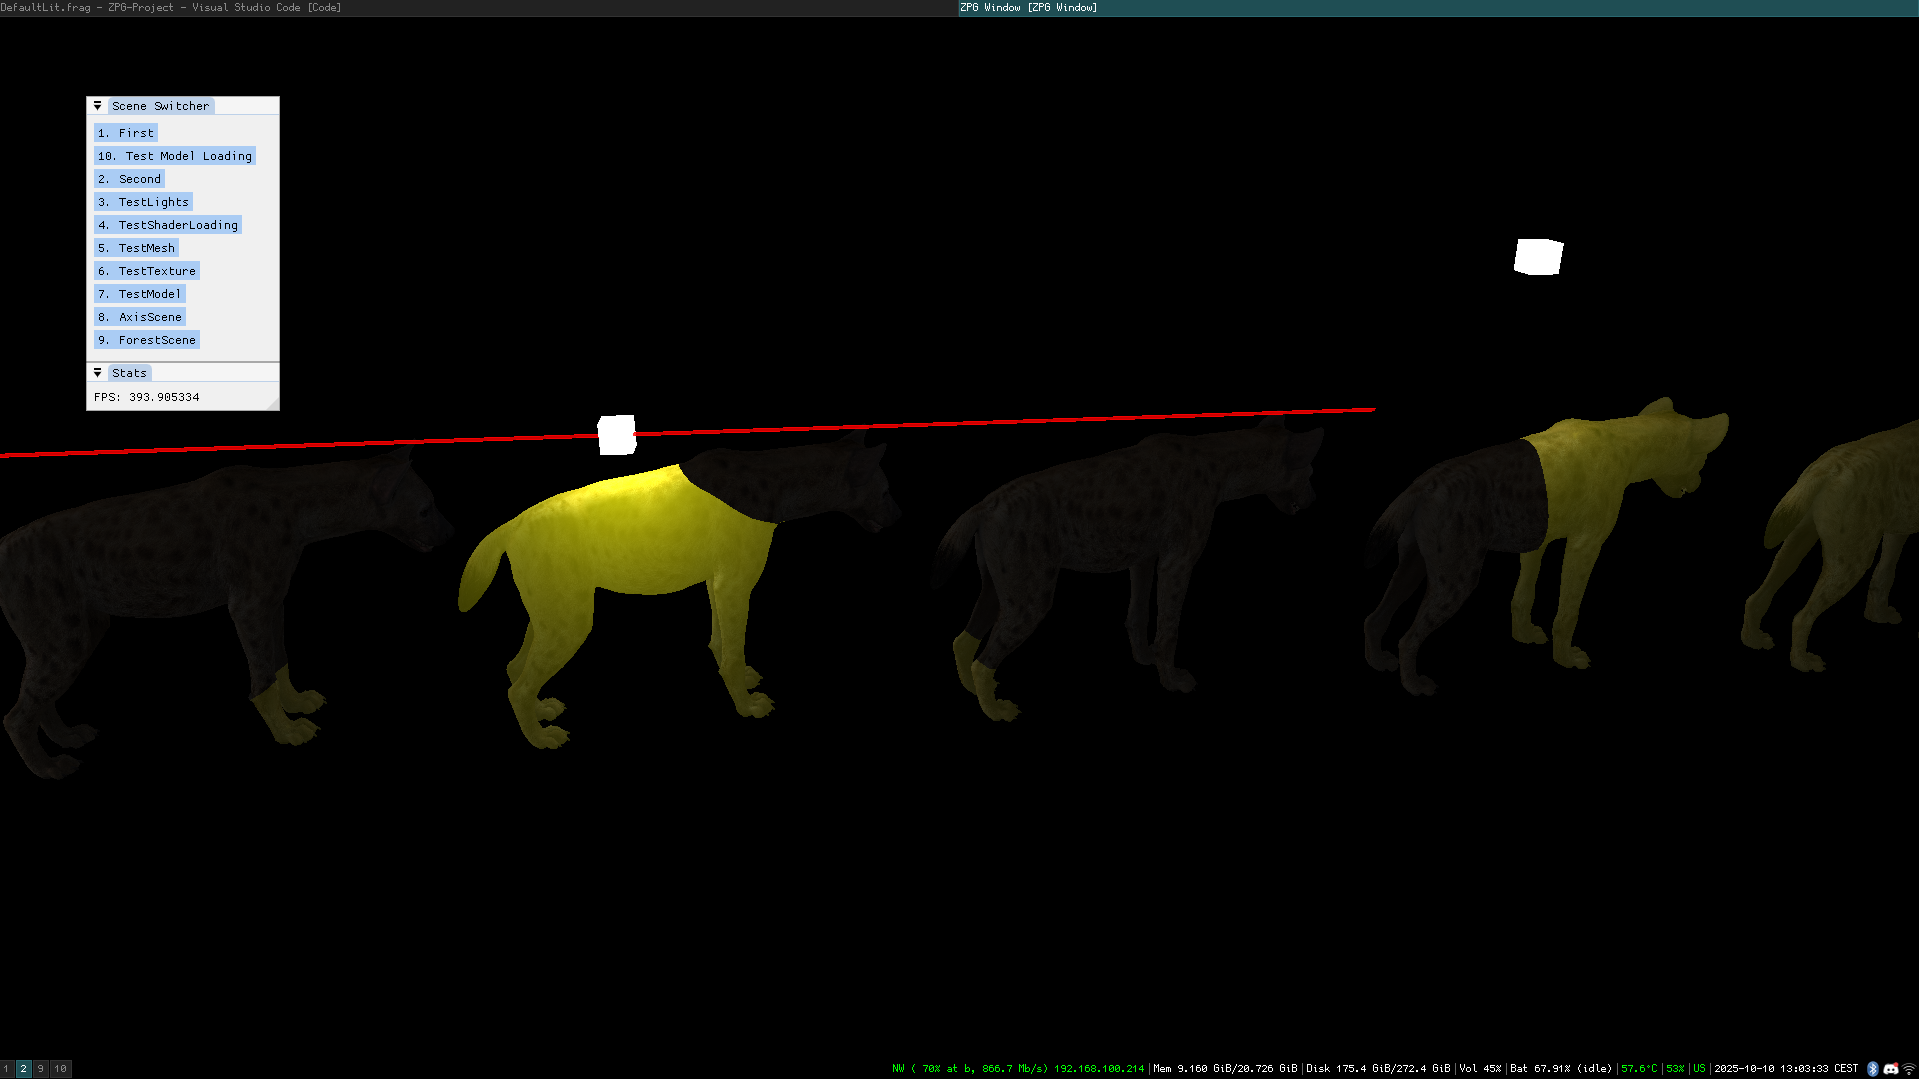 DefaultLit.frag - ZPG-Project - Visual Studio Code [Code]
ZPG Window [ZPG Window]
Scene Switcher
1. First
10. Test Model Loading
2. Second
3. TestLights
4. TestShaderLoading
5. TestMesh
6. TestTexture
7. TestModel
8. AxisScene
9. ForestScene
Stats
FPS: 393.905334
1 2 9 10
NW ( 70% at b, 866.7 Mb/s) 192.168.100.214|Mem 9.160 GiB/20.726 GiB|Disk 175.4 GiB/272.4 GiB|Vol 45%|Bat 67.91% (idle)|57.6°C|53%|US|2025-10-10 13:03:33 CEST